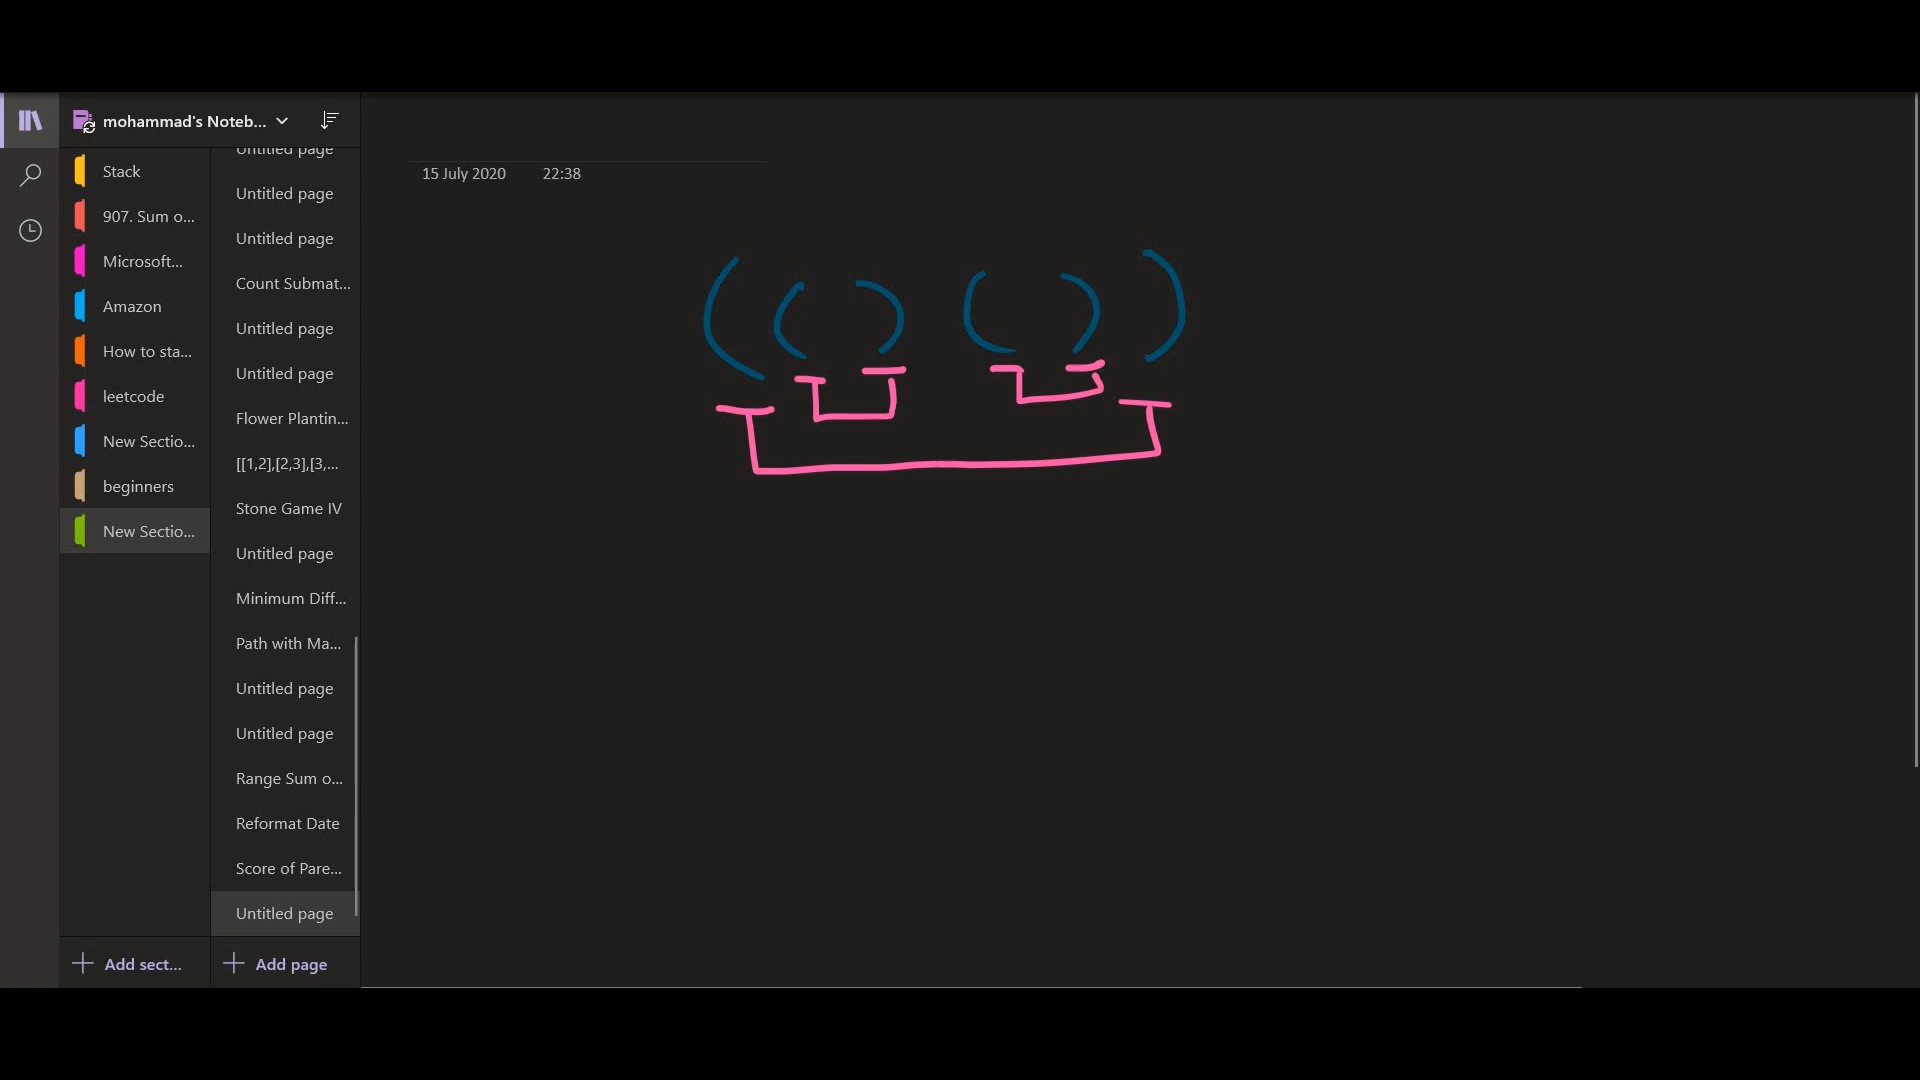 mohammad's Noteb...
Stack
907. Sum o...
Microsoft...
Amazon
How to sta...
leetcode
New Sectio...
beginners
New Sectio...
Add sect...
Untitled page
Untitled page
Untitled page
Count Submat...
Untitled page
Untitled page
Flower Plantin...
[[1,2],[2,3],[3,...
Stone Game IV
Untitled page
Minimum Diff...
Path with Ma...
Untitled page
Untitled page
Range Sum o...
Reformat Date
Score of Pare...
Untitled page
Add page
15 July 2020 22:38
( ( ) ( ) )